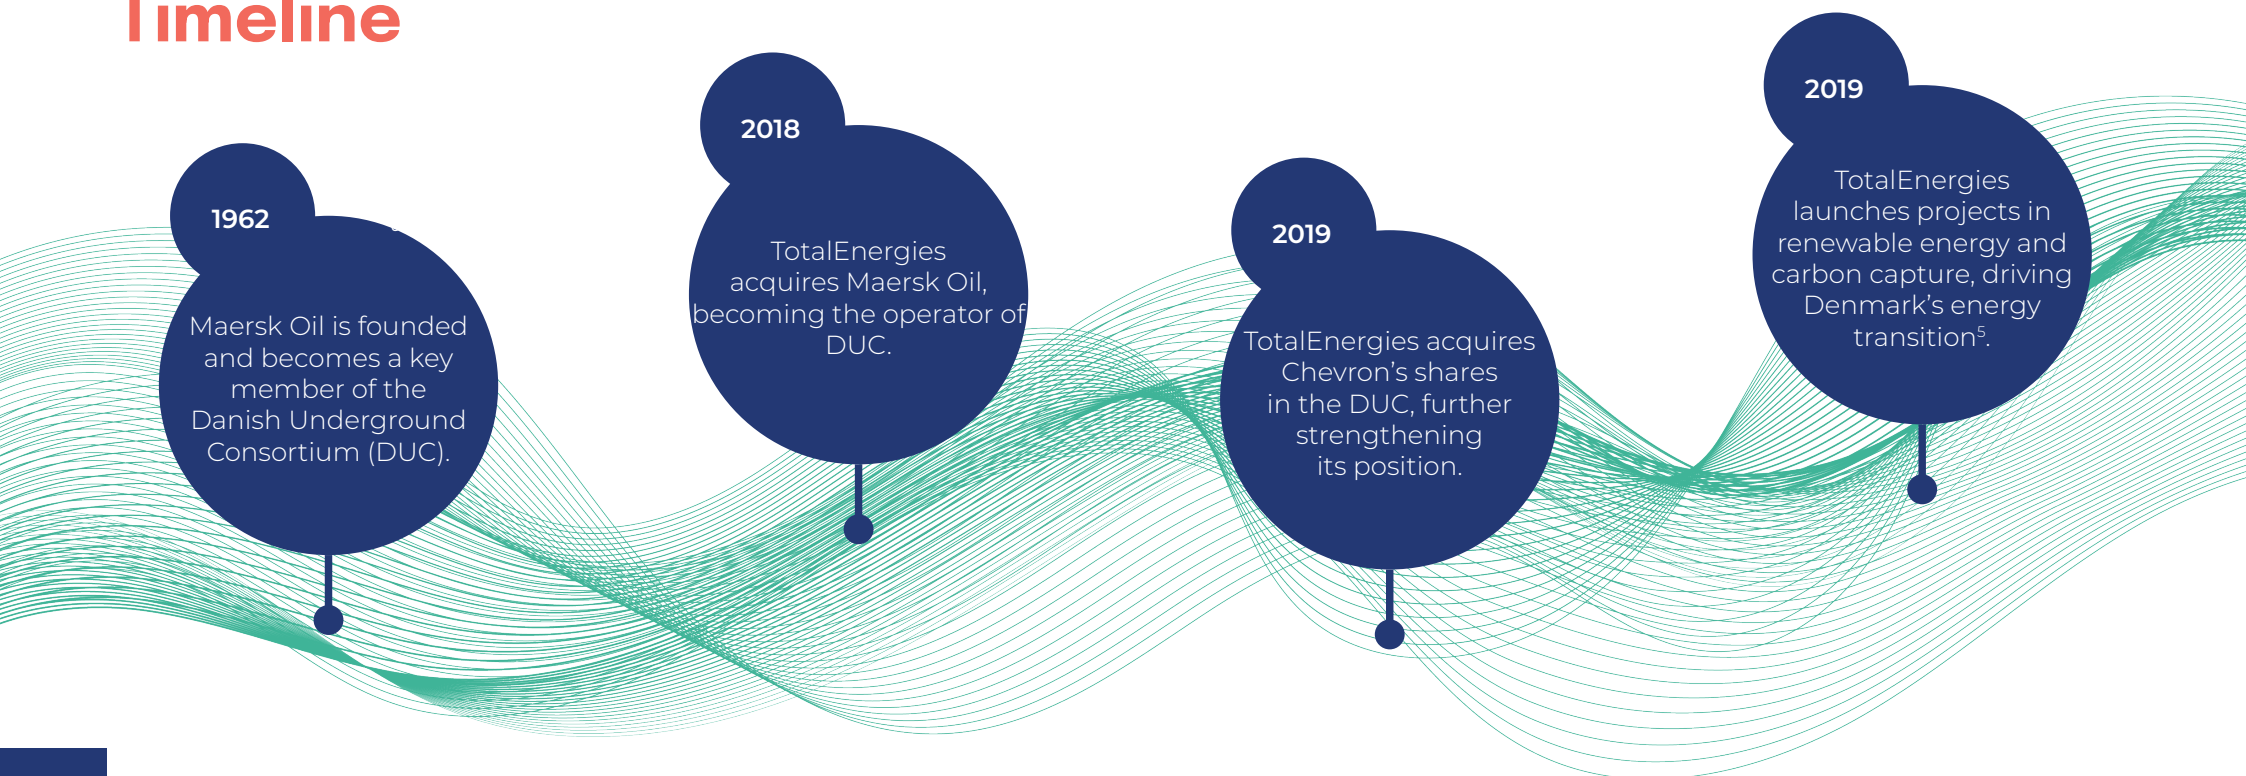 Timeline
1962
Maersk Oil is founded
and becomes a key
member of the
Danish Underground
Consortium (DUC).
2018
TotalEnergies
acquires Maersk Oil,
becoming the operator of
DUC.
2019
TotalEnergies acquires
Chevron’s shares
in the DUC, further
strengthening
its position.
2019
TotalEnergies
launches projects in
renewable energy and
carbon capture, driving
Denmark’s energy
transition⁵.